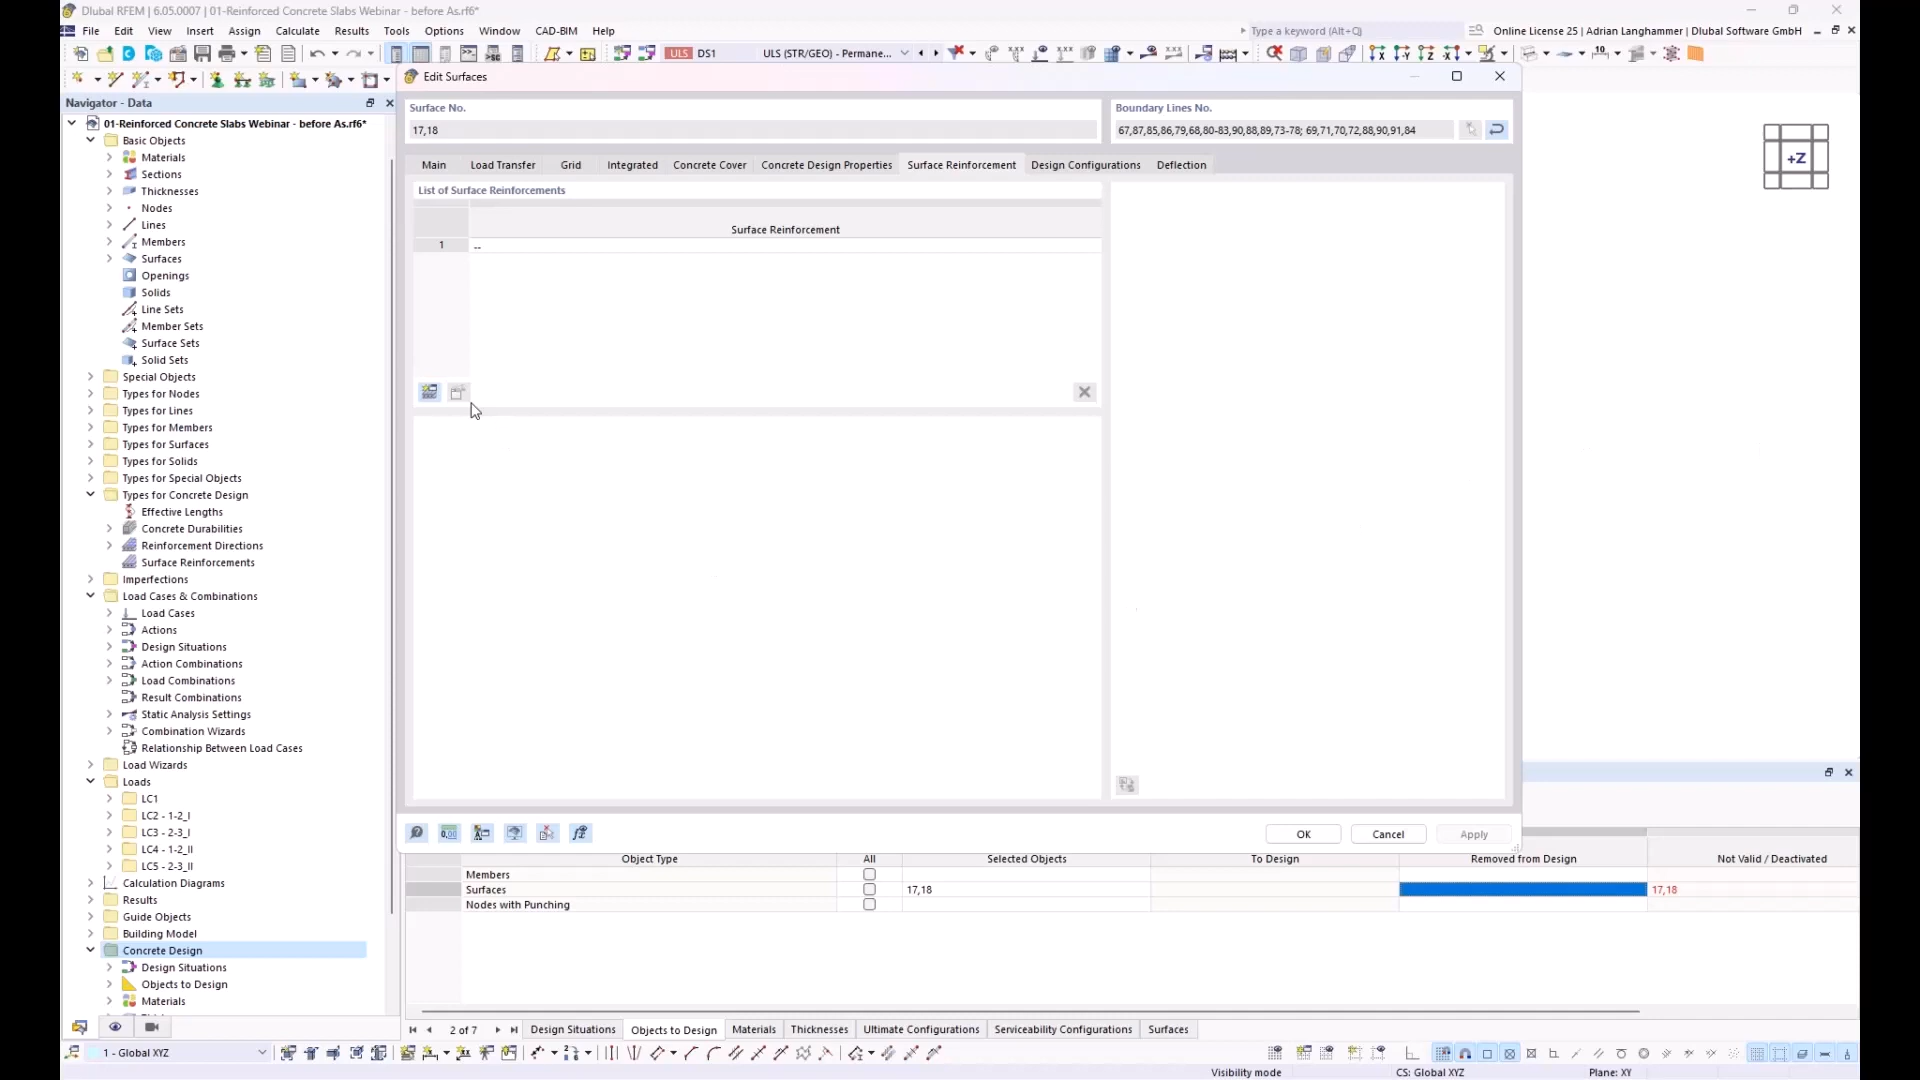 Dlubal RFEM | 6.05.0007 | 01-Reinforced Concrete Slabs Webinar - before As.rf6*
File Edit View Insert Assign Calculate Results Tools Options Window CAD-BIM Help
Type a keyword (Alt+Q)
Online License 25 | Adrian Langhammer | Dlubal Software GmbH
ULS DS1 ULS (STR/GEO) - Permane...
Navigator - Data
01-Reinforced Concrete Slabs Webinar - before As.rf6*
Basic Objects
Materials
Sections
Thicknesses
Nodes
Lines
Members
Surfaces
Openings
Solids
Line Sets
Member Sets
Surface Sets
Solid Sets
Special Objects
Types for Nodes
Types for Lines
Types for Members
Types for Surfaces
Types for Solids
Types for Special Objects
Types for Concrete Design
Effective Lengths
Concrete Durabilities
Reinforcement Directions
Surface Reinforcements
Imperfections
Load Cases & Combinations
Load Cases
Actions
Design Situations
Action Combinations
Load Combinations
Result Combinations
Static Analysis Settings
Combination Wizards
Relationship Between Load Cases
Load Wizards
Loads
LC1
LC2 - 1-2_I
LC3 - 2-3_I
LC4 - 1-2_II
LC5 - 2-3_II
Calculation Diagrams
Results
Guide Objects
Building Model
Concrete Design
Design Situations
Objects to Design
Materials
1 - Global XYZ
Edit Surfaces
Surface No.
17,18
Boundary Lines No.
67,87,85,86,79,68,80-83,90,88,89,73-78; 69,71,70,72,88,90,91,84
Main Load Transfer Grid Integrated Concrete Cover Concrete Design Properties Surface Reinforcement Design Configurations Deflection
List of Surface Reinforcements
Surface Reinforcement
1 --
OK Cancel Apply
+Z
Object Type All Selected Objects To Design Removed from Design Not Valid / Deactivated
Members
Surfaces 17,18 17,18
Nodes with Punching
2 of 7 Design Situations Objects to Design Materials Thicknesses Ultimate Configurations Serviceability Configurations Surfaces
Visibility mode CS: Global XYZ Plane: XY